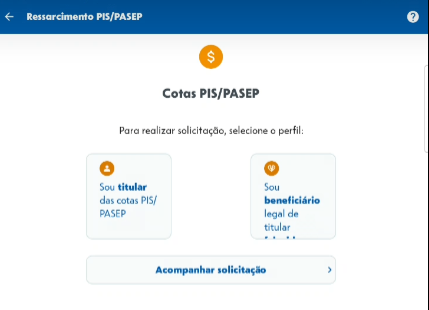 Ressarcimento PIS/PASEP
?
$
Cotas PIS/PASEP
Para realizar solicitação, selecione o perfil:
Sou titular
das cotas PIS/
PASEP
Sou
beneficiário
legal de
titular
Acompanhar solicitação